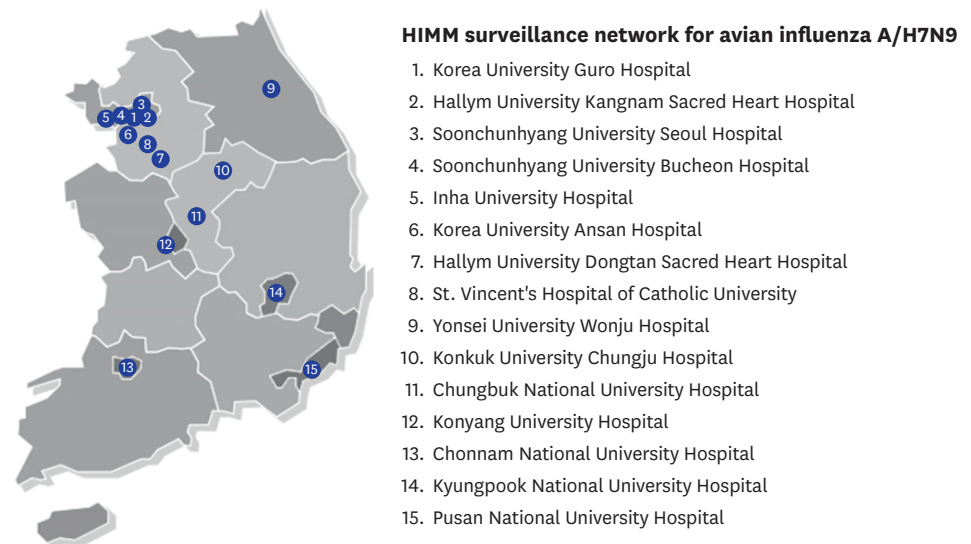 HIMM surveillance network for avian influenza A/H7N9
1. Korea University Guro Hospital
2. Hallym University Kangnam Sacred Heart Hospital
3. Soonchunhyang University Seoul Hospital
4. Soonchunhyang University Bucheon Hospital
5. Inha University Hospital
6. Korea University Ansan Hospital
7. Hallym University Dongtan Sacred Heart Hospital
8. St. Vincent's Hospital of Catholic University
9. Yonsei University Wonju Hospital
10. Konkuk University Chungju Hospital
11. Chungbuk National University Hospital
12. Konyang University Hospital
13. Chonnam National University Hospital
14. Kyungpook National University Hospital
15. Pusan National University Hospital
9
3
5 4 1 2
6
8
7
10
11
12
14
13
15